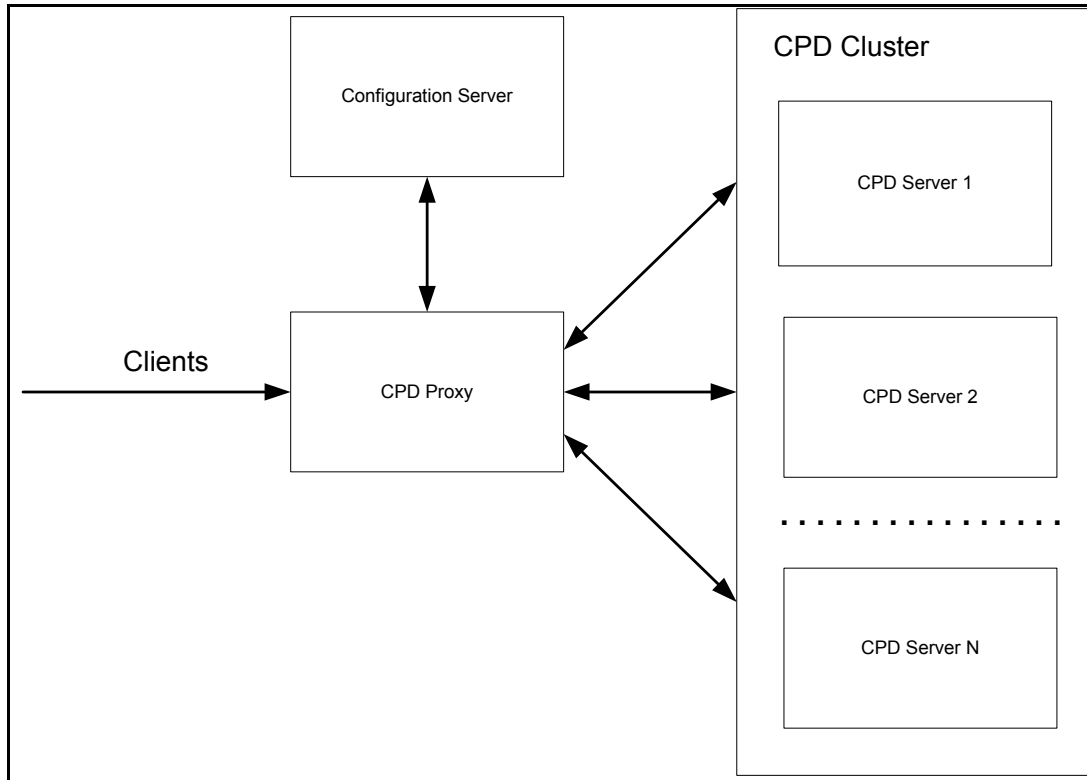 Configuration Server
CPD Cluster
CPD Server 1
Clients
CPD Proxy
CPD Server 2
CPD Server N